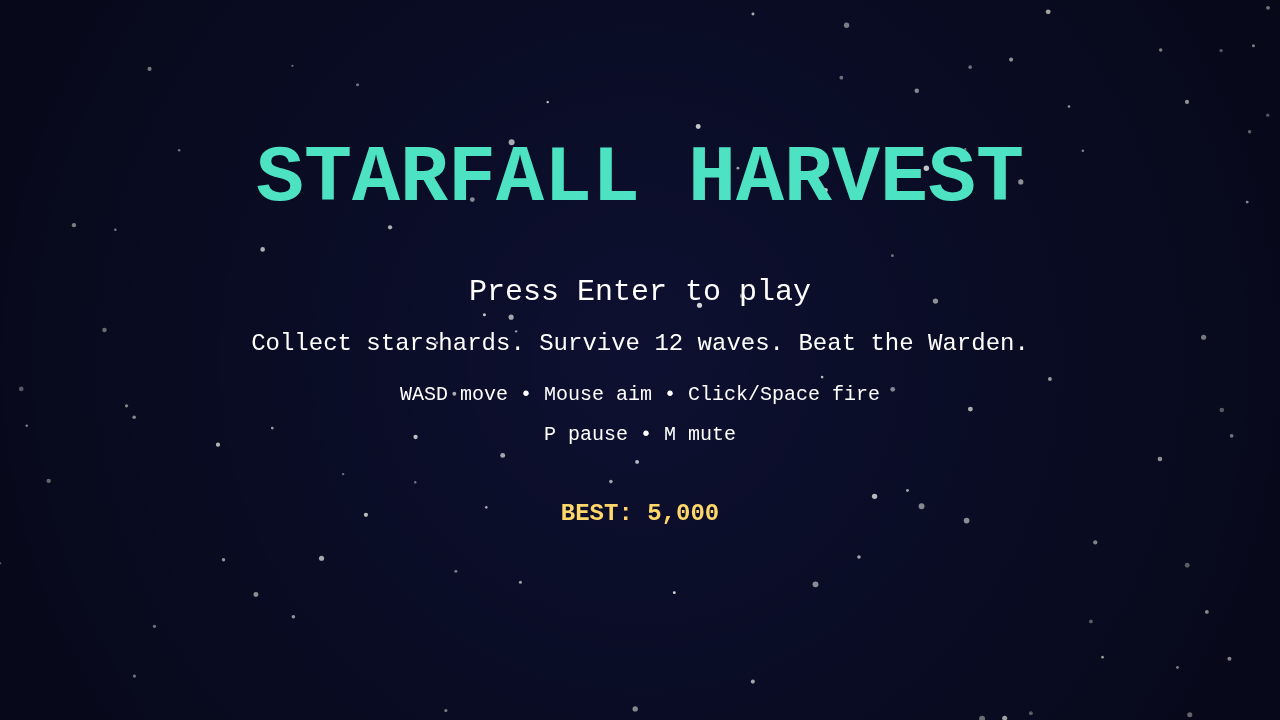 STARFALL HARVEST
Press Enter to play
Collect starshards. Survive 12 waves. Beat the Warden.
WASD move • Mouse aim • Click/Space fire
P pause • M mute
BEST: 5,000